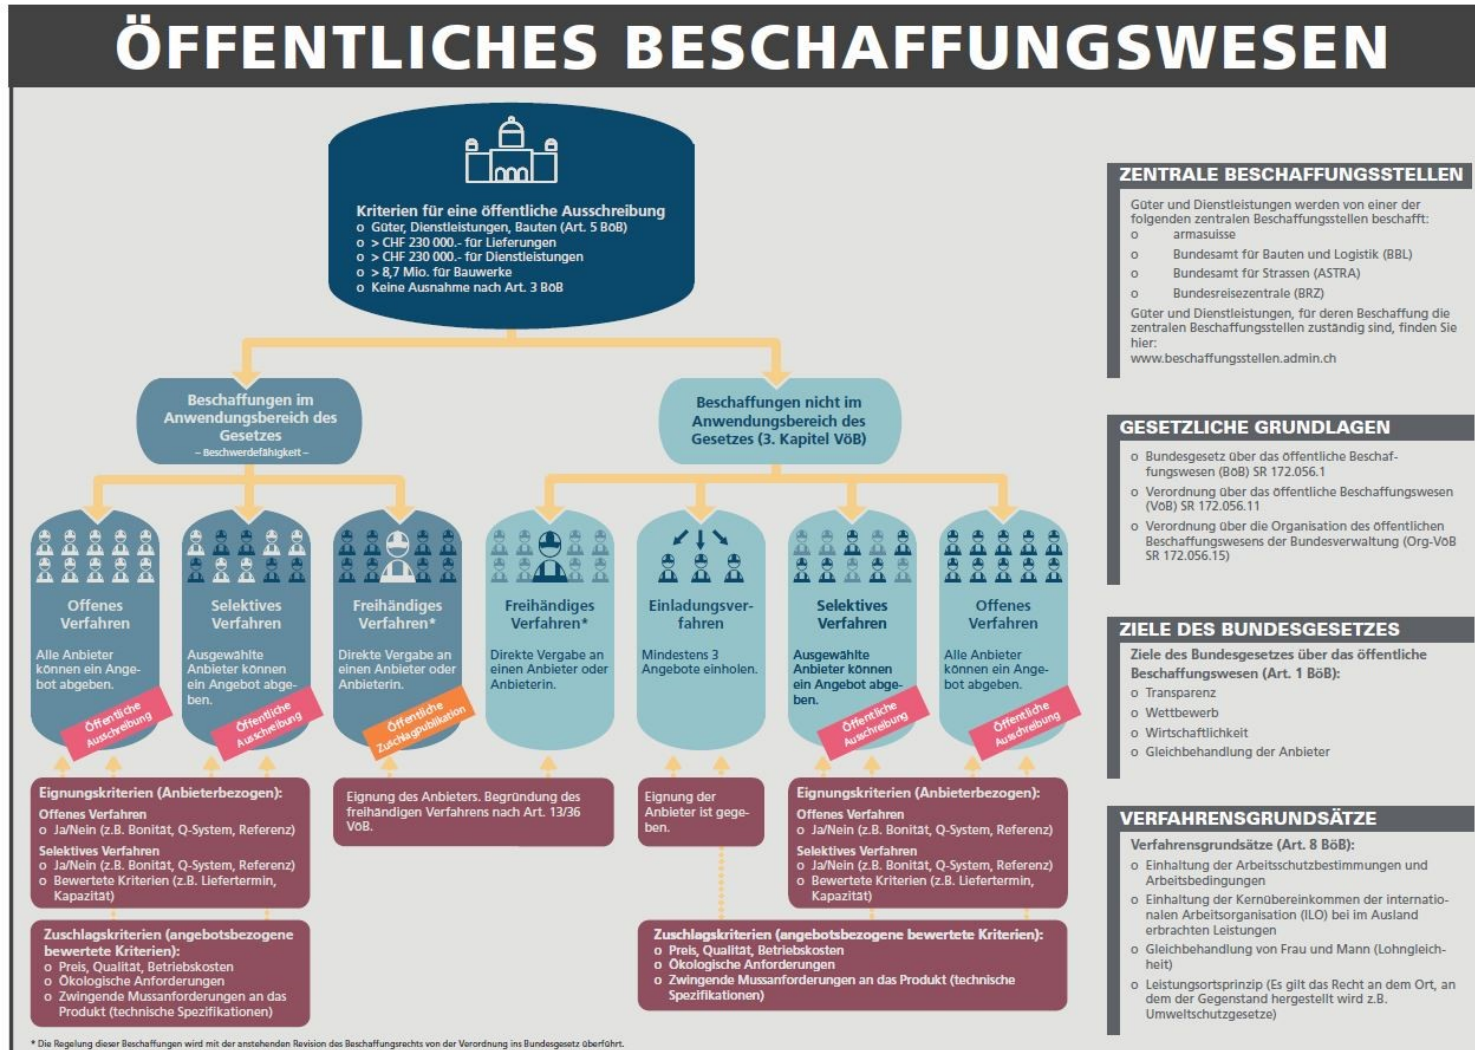 ÖFFENTLICHES BESCHAFFUNGSWESEN
Kriterien für eine öffentliche Ausschreibung
o Güter, Dienstleistungen, Bauten (Art. 5 BöB)
o > CHF 230 000.- für Lieferungen
o > CHF 230 000.- für Dienstleistungen
o > 8,7 Mio. für Bauwerke
o Keine Ausnahme nach Art. 3 BöB
Beschaffungen im
Anwendungsbereich des
Gesetzes
– Beschwerdefähigkeit –
Beschaffungen nicht im
Anwendungsbereich des
Gesetzes (3. Kapitel VöB)
Offenes
Verfahren
Alle Anbieter
können ein Ange-
bot abgeben.
Öffentliche
Ausschreibung
Selektives
Verfahren
Ausgewählte
Anbieter können
ein Angebot abge-
ben.
Öffentliche
Ausschreibung
Freihändiges
Verfahren*
Direkte Vergabe an
einen Anbieter oder
Anbieterin.
Öffentliche
Zuschlagpublikation
Freihändiges
Verfahren*
Direkte Vergabe an
einen Anbieter oder
Anbieterin.
Einladungsver-
fahren
Mindestens 3
Angebote einholen.
Selektives
Verfahren
Ausgewählte
Anbieter können
ein Angebot abge-
ben.
Öffentliche
Ausschreibung
Offenes
Verfahren
Alle Anbieter
können ein Ange-
bot abgeben.
Öffentliche
Ausschreibung
Eignungskriterien (Anbieterbezogen):
Offenes Verfahren
o Ja/Nein (z.B. Bonität, Q-System, Referenz)
Selektives Verfahren
o Ja/Nein (z.B. Bonität, Q-System, Referenz)
o Bewertete Kriterien (z.B. Liefertermin,
Kapazität)
Eignung des Anbieters. Begründung des
freihändigen Verfahrens nach Art. 13/36
VöB.
Eignung der
Anbieter ist gege-
ben.
Eignungskriterien (Anbieterbezogen):
Offenes Verfahren
o Ja/Nein (z.B. Bonität, Q-System, Referenz)
Selektives Verfahren
o Ja/Nein (z.B. Bonität, Q-System, Referenz)
o Bewertete Kriterien (z.B. Liefertermin,
Kapazität)
Zuschlagskriterien (angebotsbezogene
bewertete Kriterien):
o Preis, Qualität, Betriebskosten
o Ökologische Anforderungen
o Zwingende Mussanforderungen an das
Produkt (technische Spezifikationen)
Zuschlagskriterien (angebotsbezogene bewertete Kriterien):
o Preis, Qualität, Betriebskosten
o Ökologische Anforderungen
o Zwingende Mussanforderungen an das Produkt (technische
Spezifikationen)
* Die Regelung dieser Beschaffungen wird mit der anstehenden Revision des Beschaffungsrechts von der Verordnung ins Bundesgesetz überführt.
ZENTRALE BESCHAFFUNGSSTELLEN
Güter und Dienstleistungen werden von einer der
folgenden zentralen Beschaffungsstellen beschafft:
o armasuisse
o Bundesamt für Bauten und Logistik (BBL)
o Bundesamt für Strassen (ASTRA)
o Bundesreisezentrale (BRZ)
Güter und Dienstleistungen, für deren Beschaffung die
zentralen Beschaffungsstellen zuständig sind, finden Sie
hier:
www.beschaffungsstellen.admin.ch
GESETZLICHE GRUNDLAGEN
o Bundesgesetz über das öffentliche Beschaf-
fungswesen (BöB) SR 172.056.1
o Verordnung über das öffentliche Beschaffungswesen
(VöB) SR 172.056.11
o Verordnung über die Organisation des öffentlichen
Beschaffungswesens der Bundesverwaltung (Org-VöB
SR 172.056.15)
ZIELE DES BUNDESGESETZES
Ziele des Bundesgesetzes über das öffentliche
Beschaffungswesen (Art. 1 BöB):
o Transparenz
o Wettbewerb
o Wirtschaftlichkeit
o Gleichbehandlung der Anbieter
VERFAHRENSGRUNDSÄTZE
Verfahrensgrundsätze (Art. 8 BöB):
o Einhaltung der Arbeitsschutzbestimmungen und
Arbeitsbedingungen
o Einhaltung der Kernübereinkommen der internatio-
nalen Arbeitsorganisation (ILO) bei im Ausland
erbrachten Leistungen
o Gleichbehandlung von Frau und Mann (Lohngleich-
heit)
o Leistungsortsprinzip (Es gilt das Recht an dem Ort, an
dem der Gegenstand hergestellt wird z.B.
Umweltschutzgesetze)